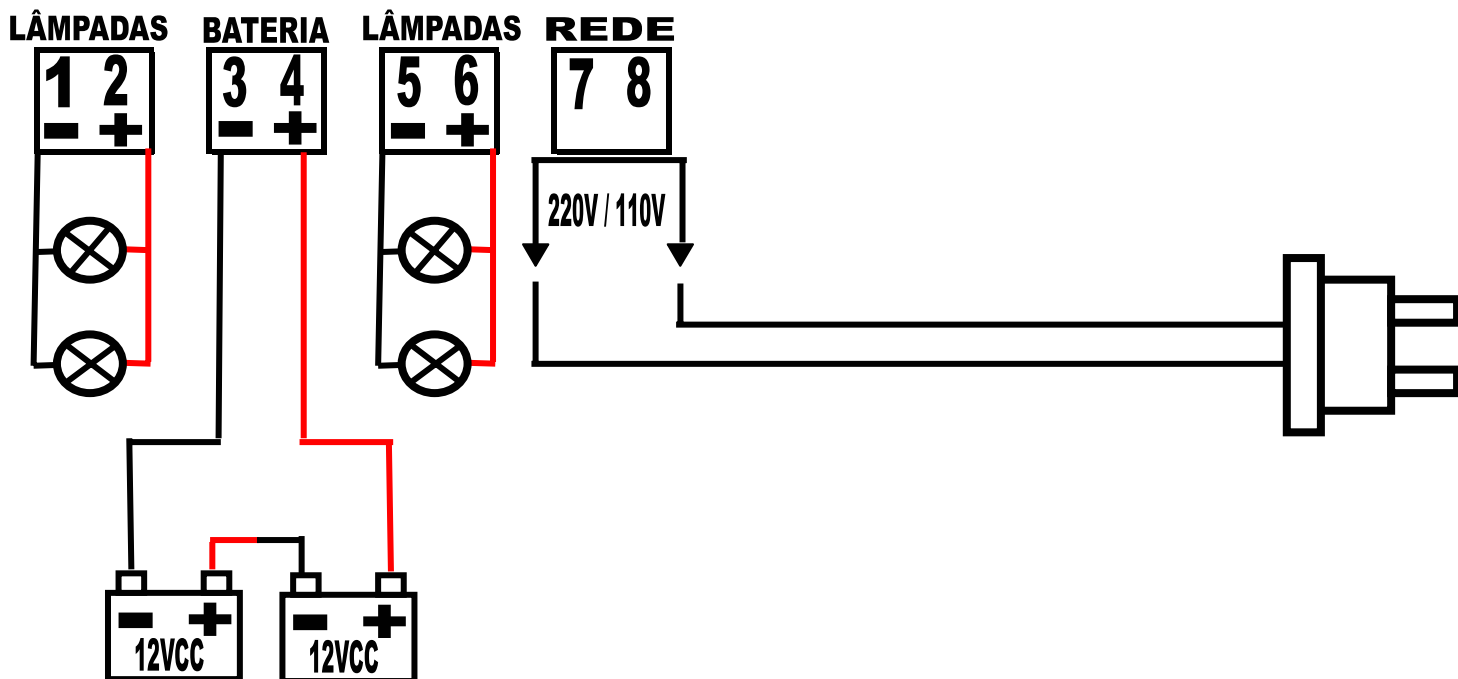 LÂMPADAS BATERIA LÂMPADAS REDE
1 2 3 4 5 6 7 8
- + - + - +
220V / 110V
- + - +
12VCC 12VCC